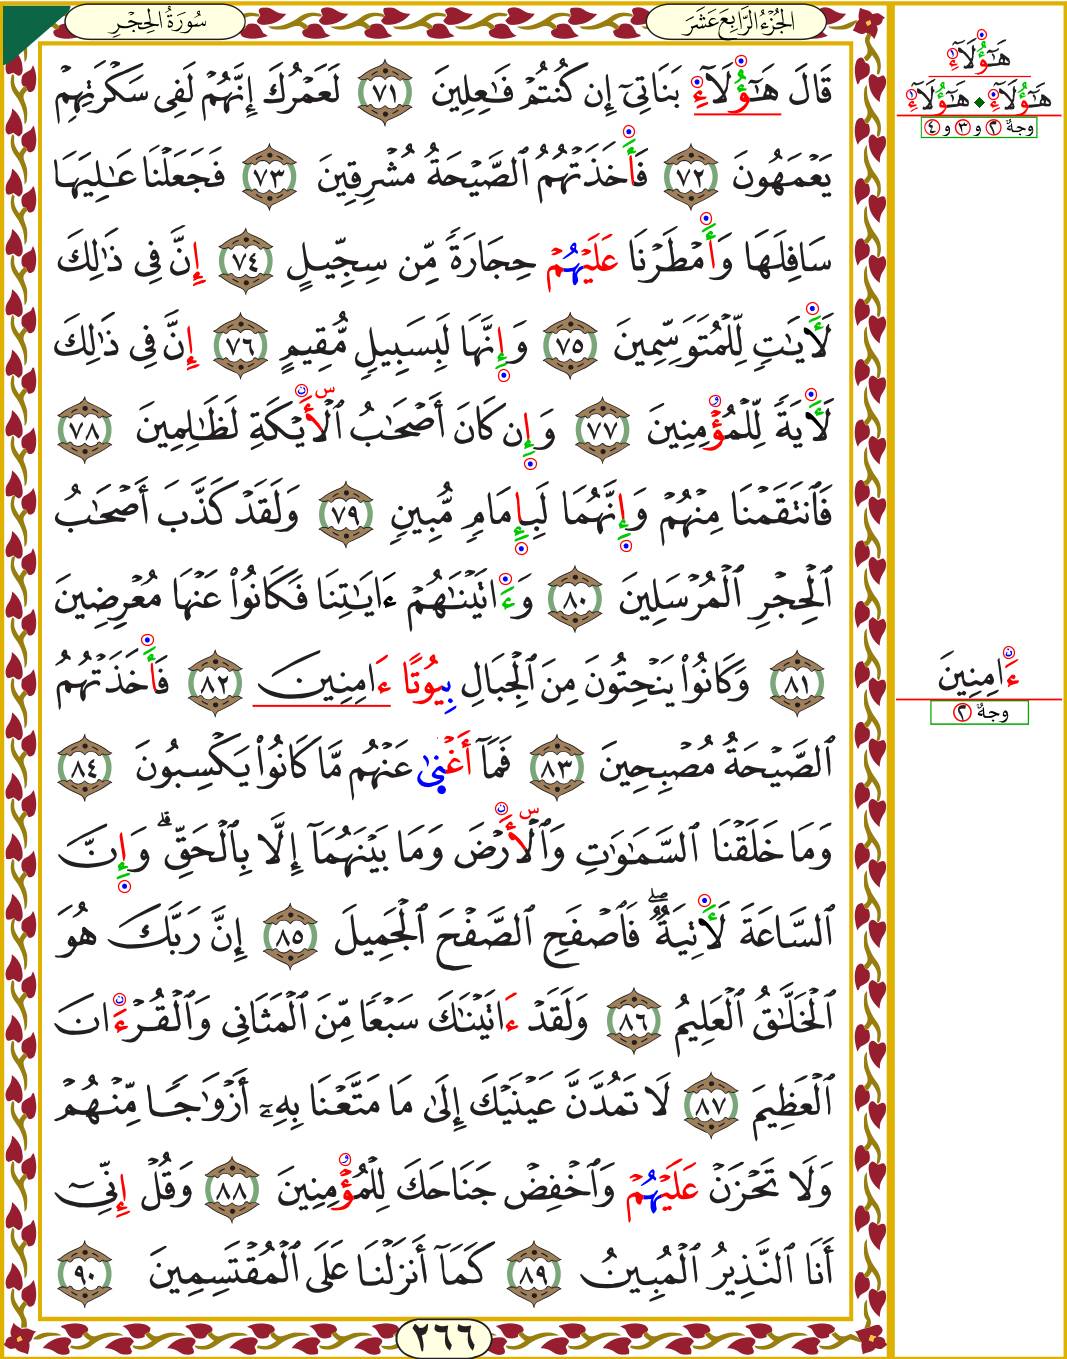 الجُزْءُ الرَّابِعَ عَشَرَ
سُورَةُ الحِجْرِ
قَالَ هَٰٓؤُلَآءِ بَنَاتِيٓ إِن كُنتُمْ فَٰعِلِينَ ٧١ لَعَمْرُكَ إِنَّهُمْ لَفِي سَكْرَتِهِمْ
يَعْمَهُونَ ٧٢ فَأَخَذَتْهُمُ ٱلصَّيْحَةُ مُشْرِقِينَ ٧٣ فَجَعَلْنَا عَٰلِيَهَا
سَافِلَهَا وَأَمْطَرْنَا عَلَيْهُمْ حِجَارَةً مِّن سِجِّيلٍ ٧٤ إِنَّ فِي ذَٰلِكَ
لَأٓيَٰتٍ لِّلْمُتَوَسِّمِينَ ٧٥ وَإِنَّهَا لَبِسَبِيلٍ مُّقِيمٍ ٧٦ إِنَّ فِي ذَٰلِكَ
لَأٓيَةً لِّلْمُؤْمِنِينَ ٧٧ وَإِن كَانَ أَصْحَٰبُ ٱلْأَيْكَةِ لَظَٰلِمِينَ ٧٨
فَٱنتَقَمْنَا مِنْهُمْ وَإِنَّهُمَا لَبِإِمَامٍ مُّبِينٍ ٧٩ وَلَقَدْ كَذَّبَ أَصْحَٰبُ
ٱلْحِجْرِ ٱلْمُرْسَلِينَ ٨٠ وَءَاتَيْنَٰهُمْ ءَايَٰتِنَا فَكَانُوا۟ عَنْهَا مُعْرِضِينَ
٨١ وَكَانُوا۟ يَنْحِتُونَ مِنَ ٱلْجِبَالِ بِيُوتًا ءَامِنِينَ ٨٢ فَأَخَذَتْهُمُ
ٱلصَّيْحَةُ مُصْبِحِينَ ٨٣ فَمَآ أَغْنَىٰ عَنْهُم مَّا كَانُوا۟ يَكْسِبُونَ ٨٤
وَمَا خَلَقْنَا ٱلسَّمَٰوَٰتِ وَٱلْأَرْضَ وَمَا بَيْنَهُمَآ إِلَّا بِٱلْحَقِّ ۗ وَإِنَّ
ٱلسَّاعَةَ لَأٓتِيَةٌ ۖ فَٱصْفَحِ ٱلصَّفْحَ ٱلْجَمِيلَ ٨٥ إِنَّ رَبَّكَ هُوَ
ٱلْخَلَّٰقُ ٱلْعَلِيمُ ٨٦ وَلَقَدْ ءَاتَيْنَٰكَ سَبْعًا مِّنَ ٱلْمَثَانِي وَٱلْقُرْءَانَ
ٱلْعَظِيمَ ٨٧ لَا تَمُدَّنَّ عَيْنَيْكَ إِلَىٰ مَا مَتَّعْنَا بِهِۦٓ أَزْوَٰجًا مِّنْهُمْ
وَلَا تَحْزَنْ عَلَيْهُمْ وَٱخْفِضْ جَنَاحَكَ لِلْمُؤْمِنِينَ ٨٨ وَقُلْ إِنِّيٓ
أَنَا ٱلنَّذِيرُ ٱلْمُبِينُ ٨٩ كَمَآ أَنزَلْنَا عَلَى ٱلْمُقْتَسِمِينَ ٩٠
٢٦٦
هَٰٓؤُلَآءِ
هَٰٓؤُلَآءِ ◆ هَٰٓؤُلَآءِ
وجهٌ ٢ و ٣ و ٤
ءَامِنِينَ
وجهٌ ٢